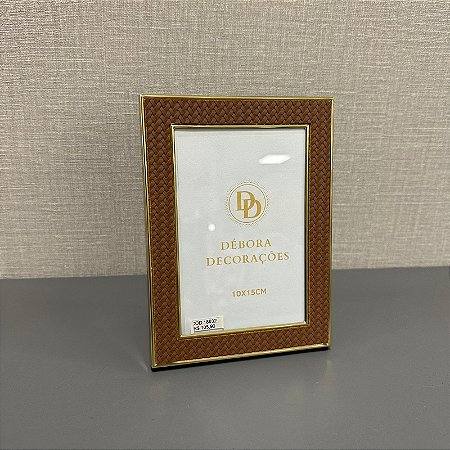 DD
DÉBORA
DECORAÇÕES
10X15CM